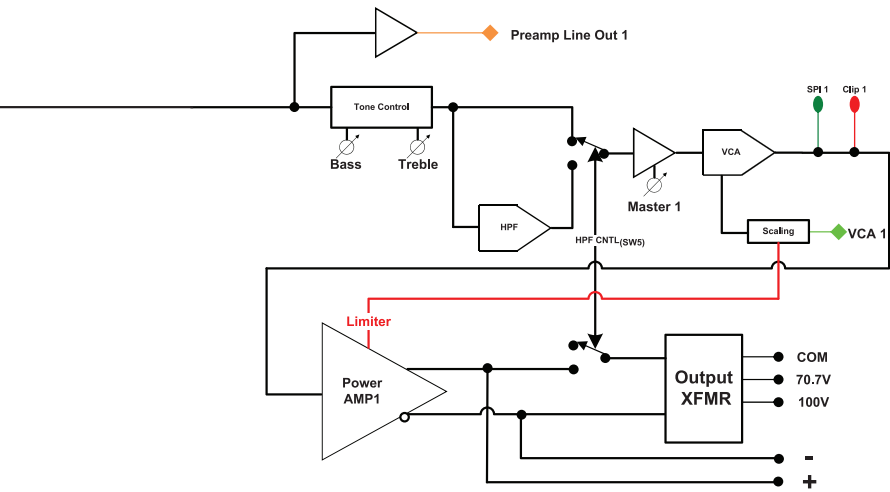 Preamp Line Out 1
SPI 1
Clip 1
Tone Control
Bass
Treble
VCA
Master 1
HPF
HPF CNTL(SW5)
Scaling
VCA 1
Limiter
Power
AMP1
Output
XFMR
COM
70.7V
100V
-
+